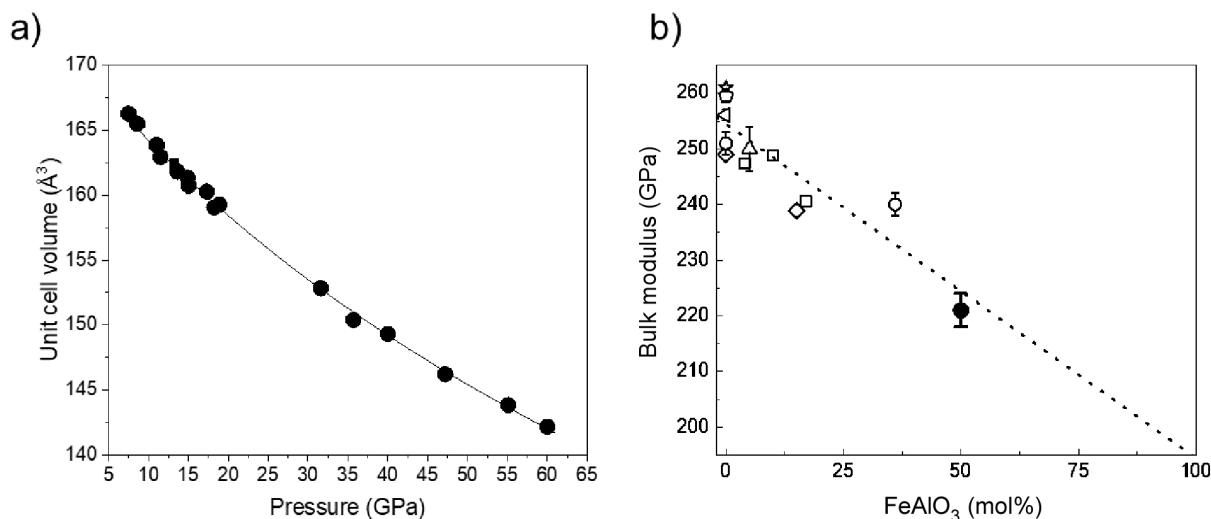 a)
170
165
160
155
150
145
140
Unit cell volume (Å³)
5 10 15 20 25 30 35 40 45 50 55 60 65
Pressure (GPa)
b)
260
250
240
230
220
210
200
Bulk modulus (GPa)
0 25 50 75 100
FeAlO₃ (mol%)